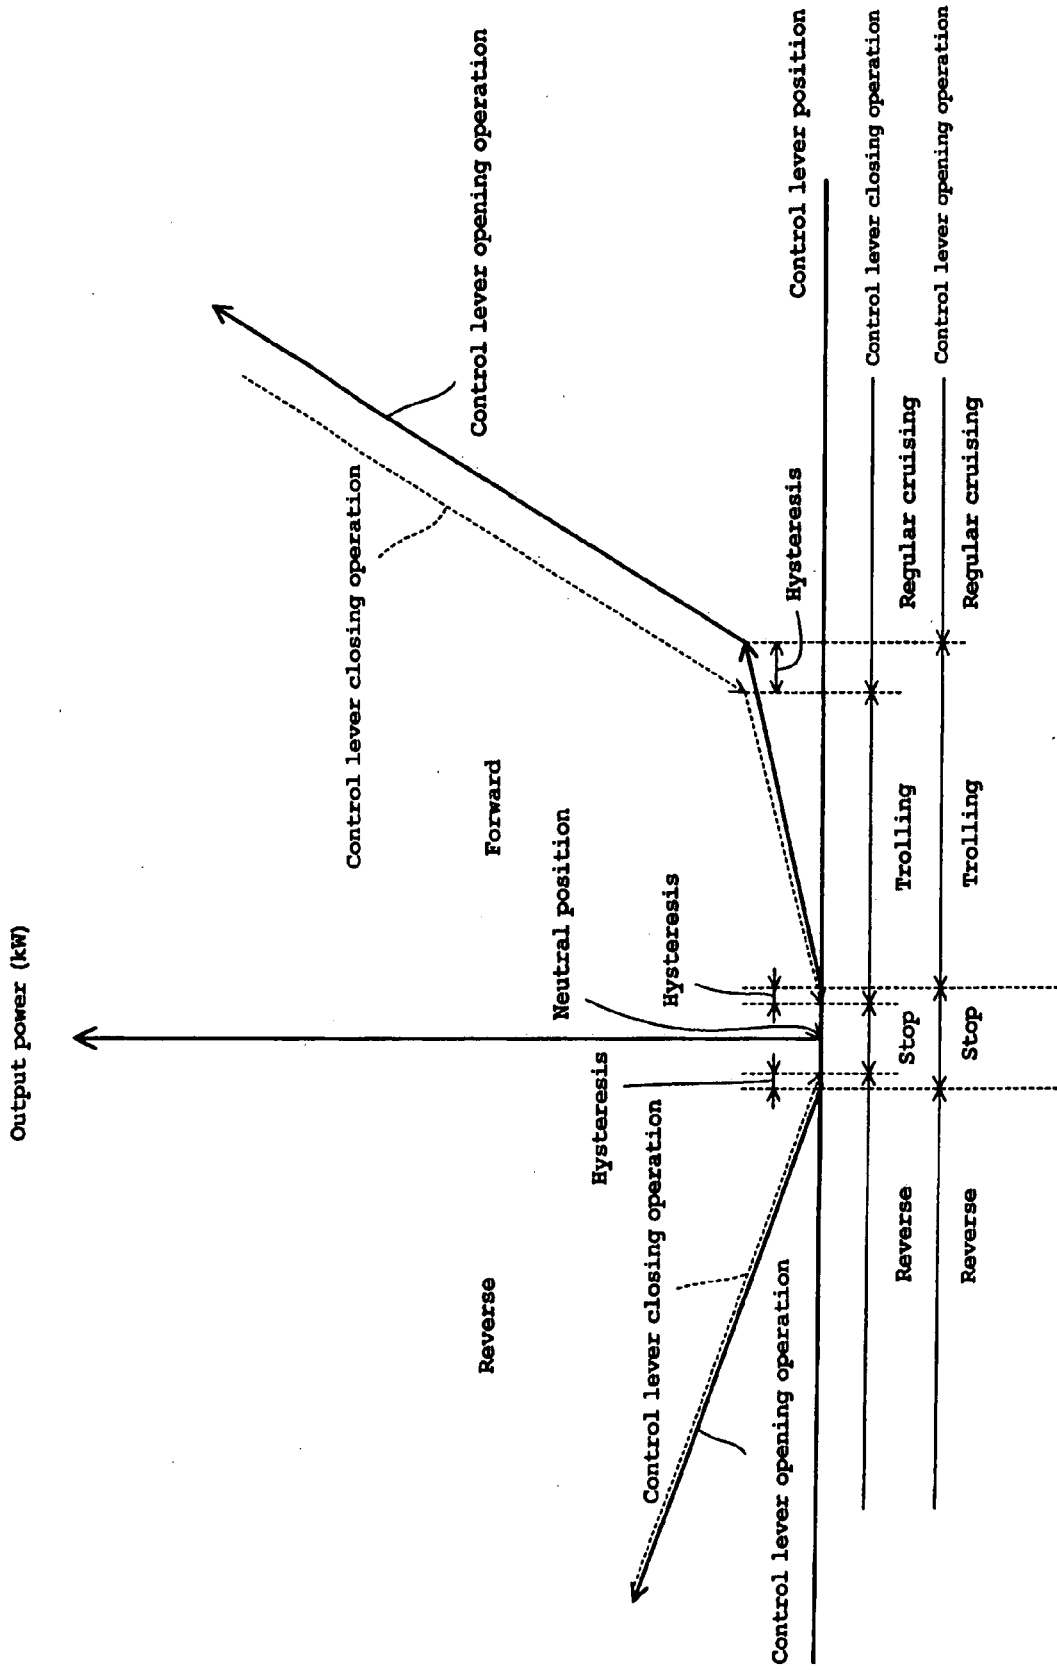 Output power (kW)
Control lever opening operation
Control lever closing operation
Forward
Neutral position
Hysteresis
Hysteresis
Hysteresis
Reverse
Control lever closing operation
Control lever opening operation
Control lever position
Control lever closing operation
Reverse
Stop
Trolling
Regular cruising
Control lever opening operation
Reverse
Stop
Trolling
Regular cruising